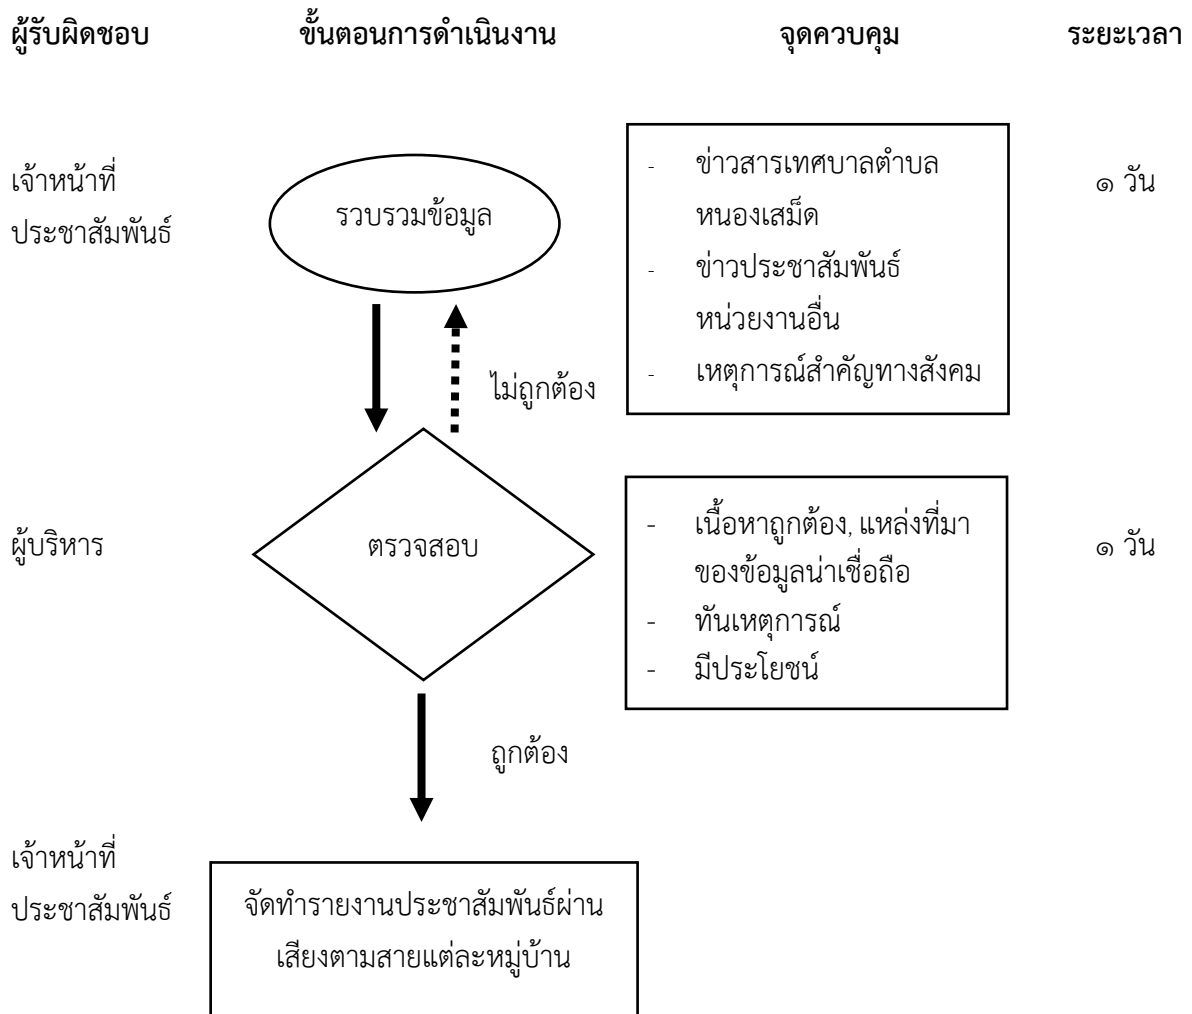 ผู้รับผิดชอบ ขั้นตอนการดำเนินงาน จุดควบคุม ระยะเวลา
เจ้าหน้าที่
ประชาสัมพันธ์
รวบรวมข้อมูล
- ข่าวสารเทศบาลตำบล
หนองเสม็ด
- ข่าวประชาสัมพันธ์
หน่วยงานอื่น
- เหตุการณ์สำคัญทางสังคม
๑ วัน
ไม่ถูกต้อง
ผู้บริหาร
ตรวจสอบ
- เนื้อหาถูกต้อง, แหล่งที่มา
ของข้อมูลน่าเชื่อถือ
- ทันเหตุการณ์
- มีประโยชน์
๑ วัน
ถูกต้อง
เจ้าหน้าที่
ประชาสัมพันธ์
จัดทำรายงานประชาสัมพันธ์ผ่าน
เสียงตามสายแต่ละหมู่บ้าน